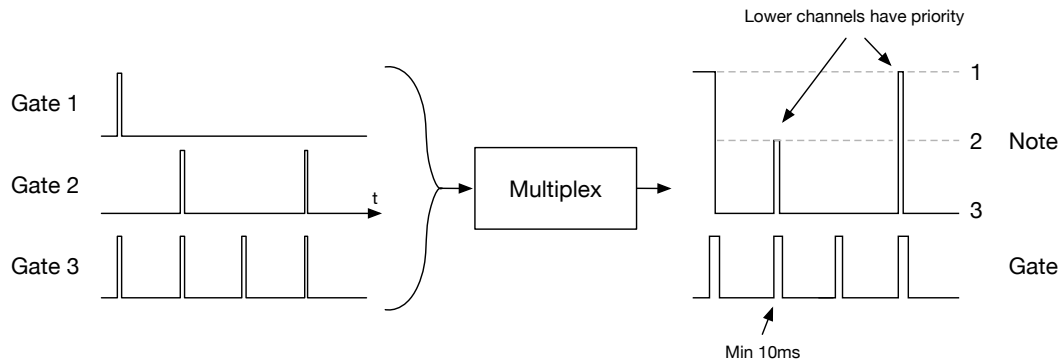 Lower channels have priority
Gate 1
1
2
Note
Gate 2
t
Multiplex
3
Gate 3
Gate
Min 10ms